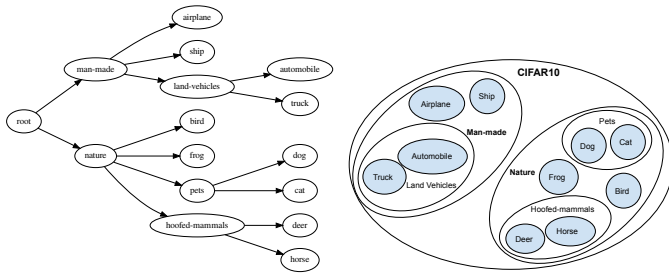 airplane
ship
man-made
automobile
land-vehicles
truck
root
bird
nature
frog
dog
pets
cat
hoofed-mammals
deer
horse
CIFAR10
Airplane
Ship
Man-made
Automobile
Truck
Land Vehicles
Pets
Dog
Cat
Nature
Frog
Bird
Hoofed-mammals
Deer
Horse